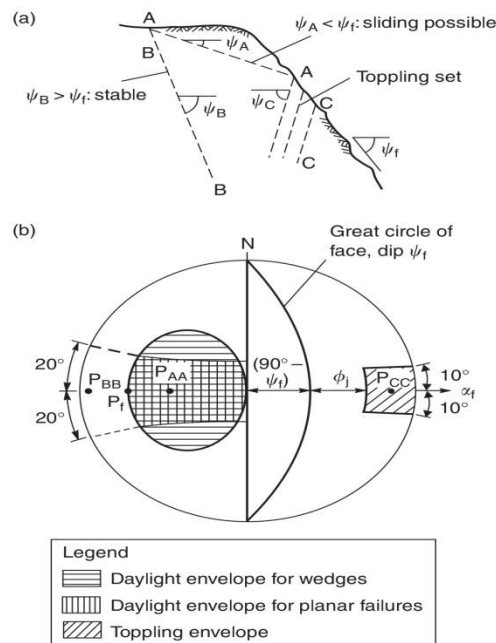 (a)
A
ψA < ψf: sliding possible
B
ψA
A
Toppling set
ψB > ψf: stable
ψC
C
ψB
ψf
C
B
(b)
N
Great circle of
face, dip ψf
20°
PBB
PAA
(90°−
ψf)
ϕj
PCC
10°
Pf
αf
20°
10°
Legend
Daylight envelope for wedges
Daylight envelope for planar failures
Toppling envelope